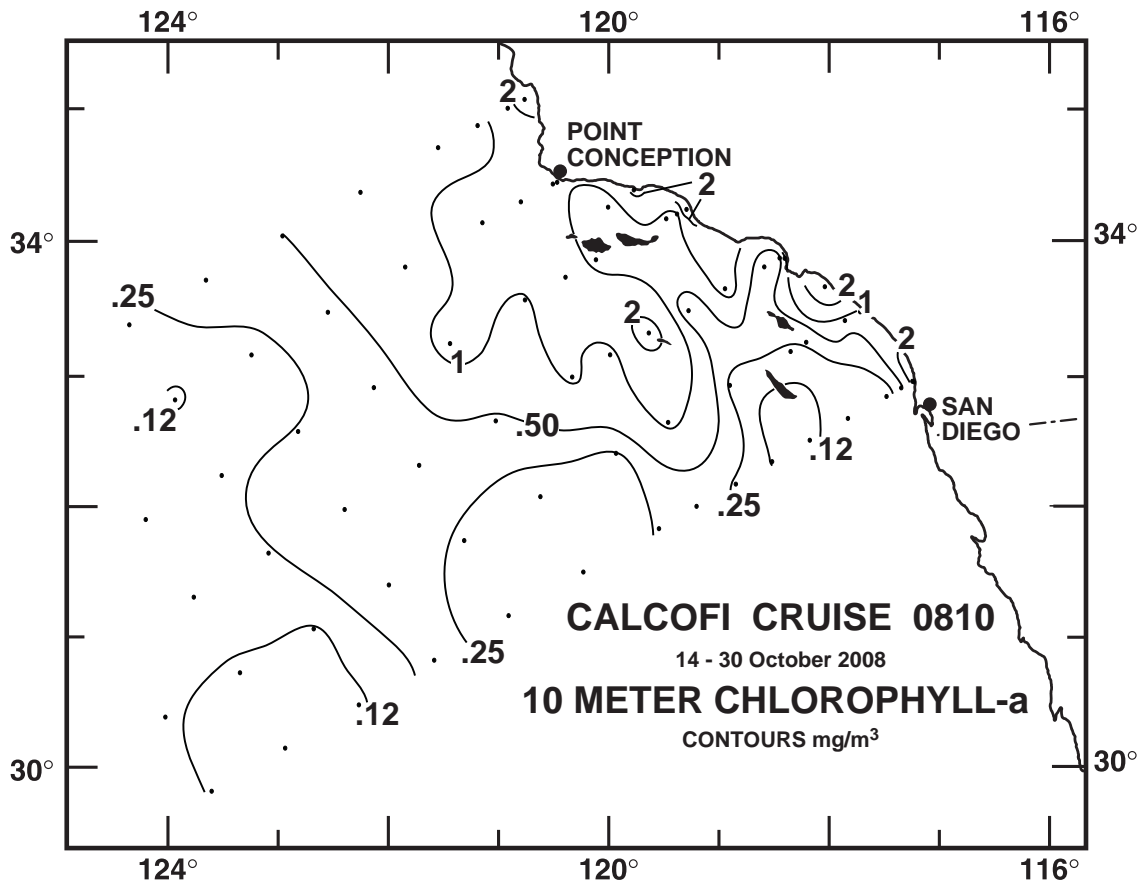 124° 120° 116°
2
POINT
CONCEPTION
2
34° 34°
.25
2 1
2
2
1
.12
SAN
DIEGO
.50
.12
.25
CALCOFI CRUISE 0810
.25
14 - 30 October 2008
10 METER CHLOROPHYLL-a
.12
CONTOURS mg/m³
30° 30°
124° 120° 116°